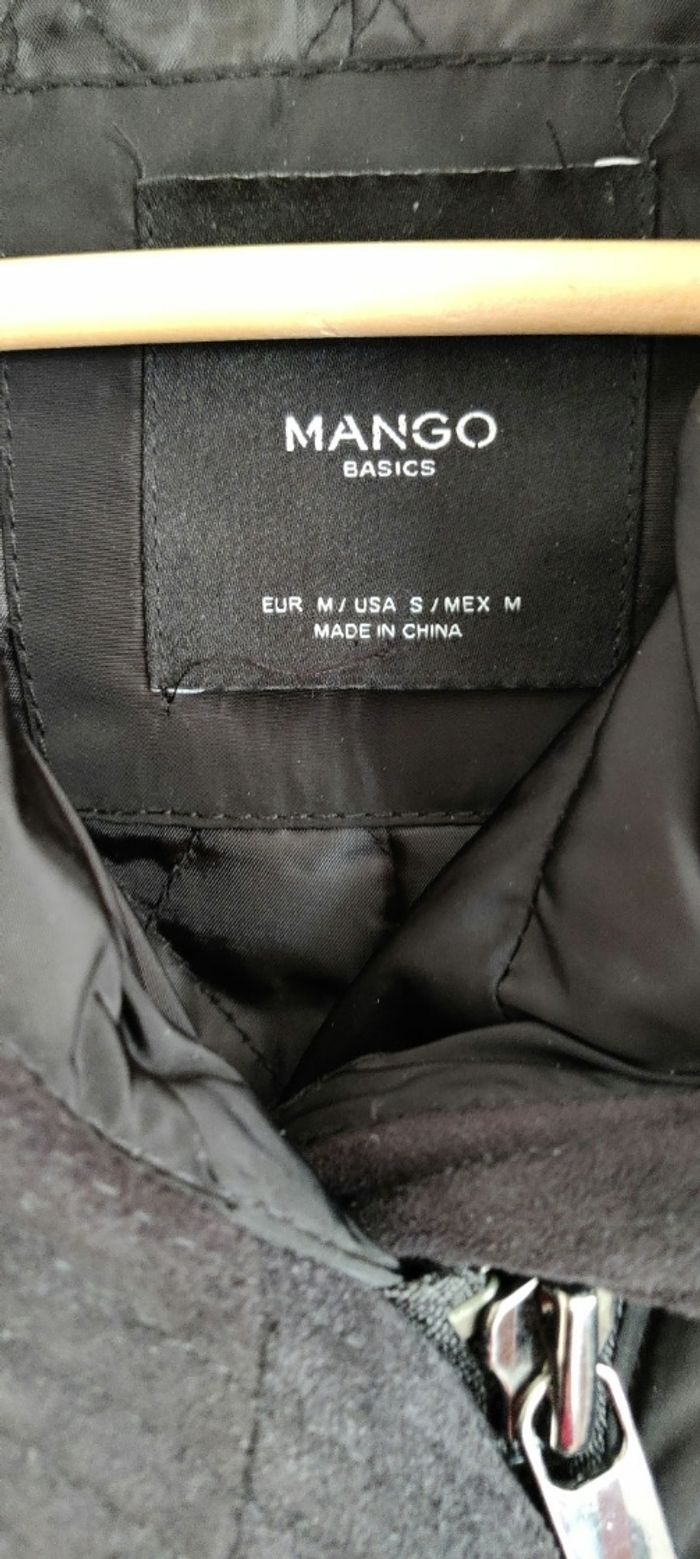 MANGO
BASICS
EUR M / USA S / MEX M
MADE IN CHINA